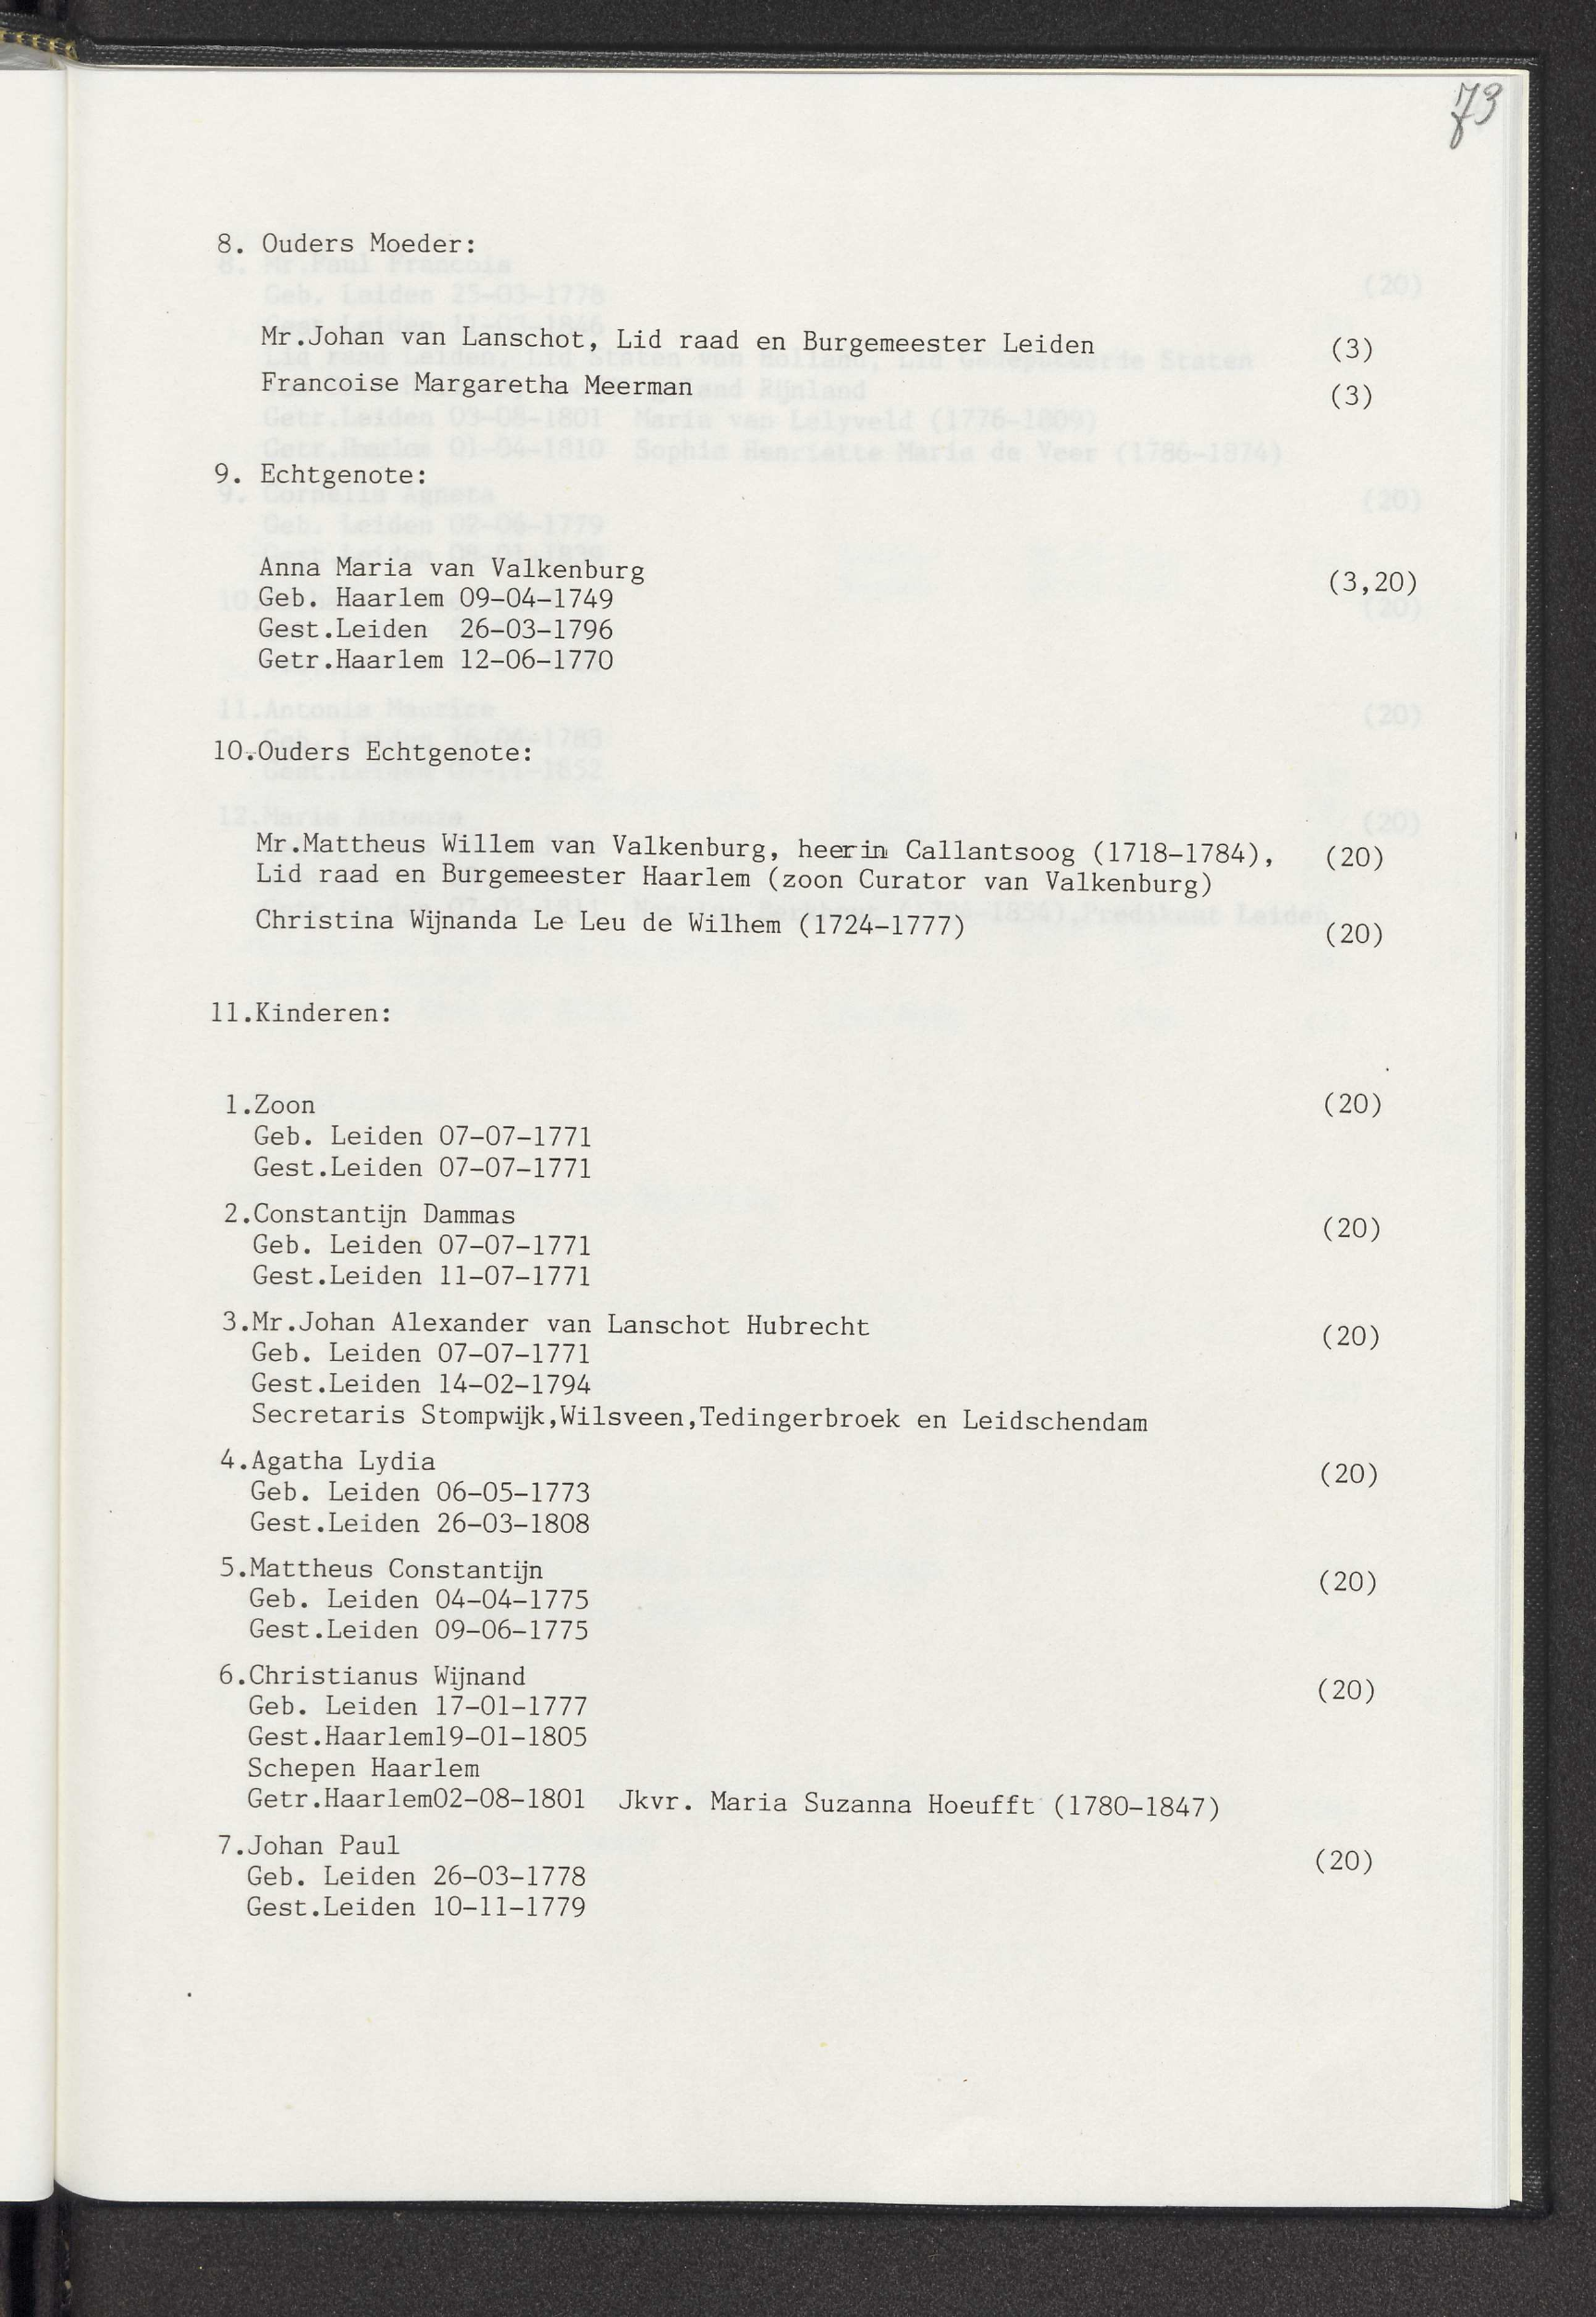 73
8. Ouders Moeder:
Mr.Johan van Lanschot, Lid raad en Burgemeester Leiden (3)
Francoise Margaretha Meerman (3)
9. Echtgenote:
Anna Maria van Valkenburg (3,20)
Geb. Haarlem 09-04-1749
Gest.Leiden 26-03-1796
Getr.Haarlem 12-06-1770
10.Ouders Echtgenote:
Mr.Mattheus Willem van Valkenburg, heer in Callantsoog (1718-1784), (20)
Lid raad en Burgemeester Haarlem (zoon Curator van Valkenburg)
Christina Wijnanda Le Leu de Wilhem (1724-1777) (20)
11.Kinderen:
1.Zoon (20)
Geb. Leiden 07-07-1771
Gest.Leiden 07-07-1771
2.Constantijn Dammas (20)
Geb. Leiden 07-07-1771
Gest.Leiden 11-07-1771
3.Mr.Johan Alexander van Lanschot Hubrecht (20)
Geb. Leiden 07-07-1771
Gest.Leiden 14-02-1794
Secretaris Stompwijk,Wilsveen,Tedingerbroek en Leidschendam
4.Agatha Lydia (20)
Geb. Leiden 06-05-1773
Gest.Leiden 26-03-1808
5.Mattheus Constantijn (20)
Geb. Leiden 04-04-1775
Gest.Leiden 09-06-1775
6.Christianus Wijnand (20)
Geb. Leiden 17-01-1777
Gest.Haarlem19-01-1805
Schepen Haarlem
Getr.Haarlem02-08-1801 Jkvr. Maria Suzanna Hoeufft (1780-1847)
7.Johan Paul (20)
Geb. Leiden 26-03-1778
Gest.Leiden 10-11-1779